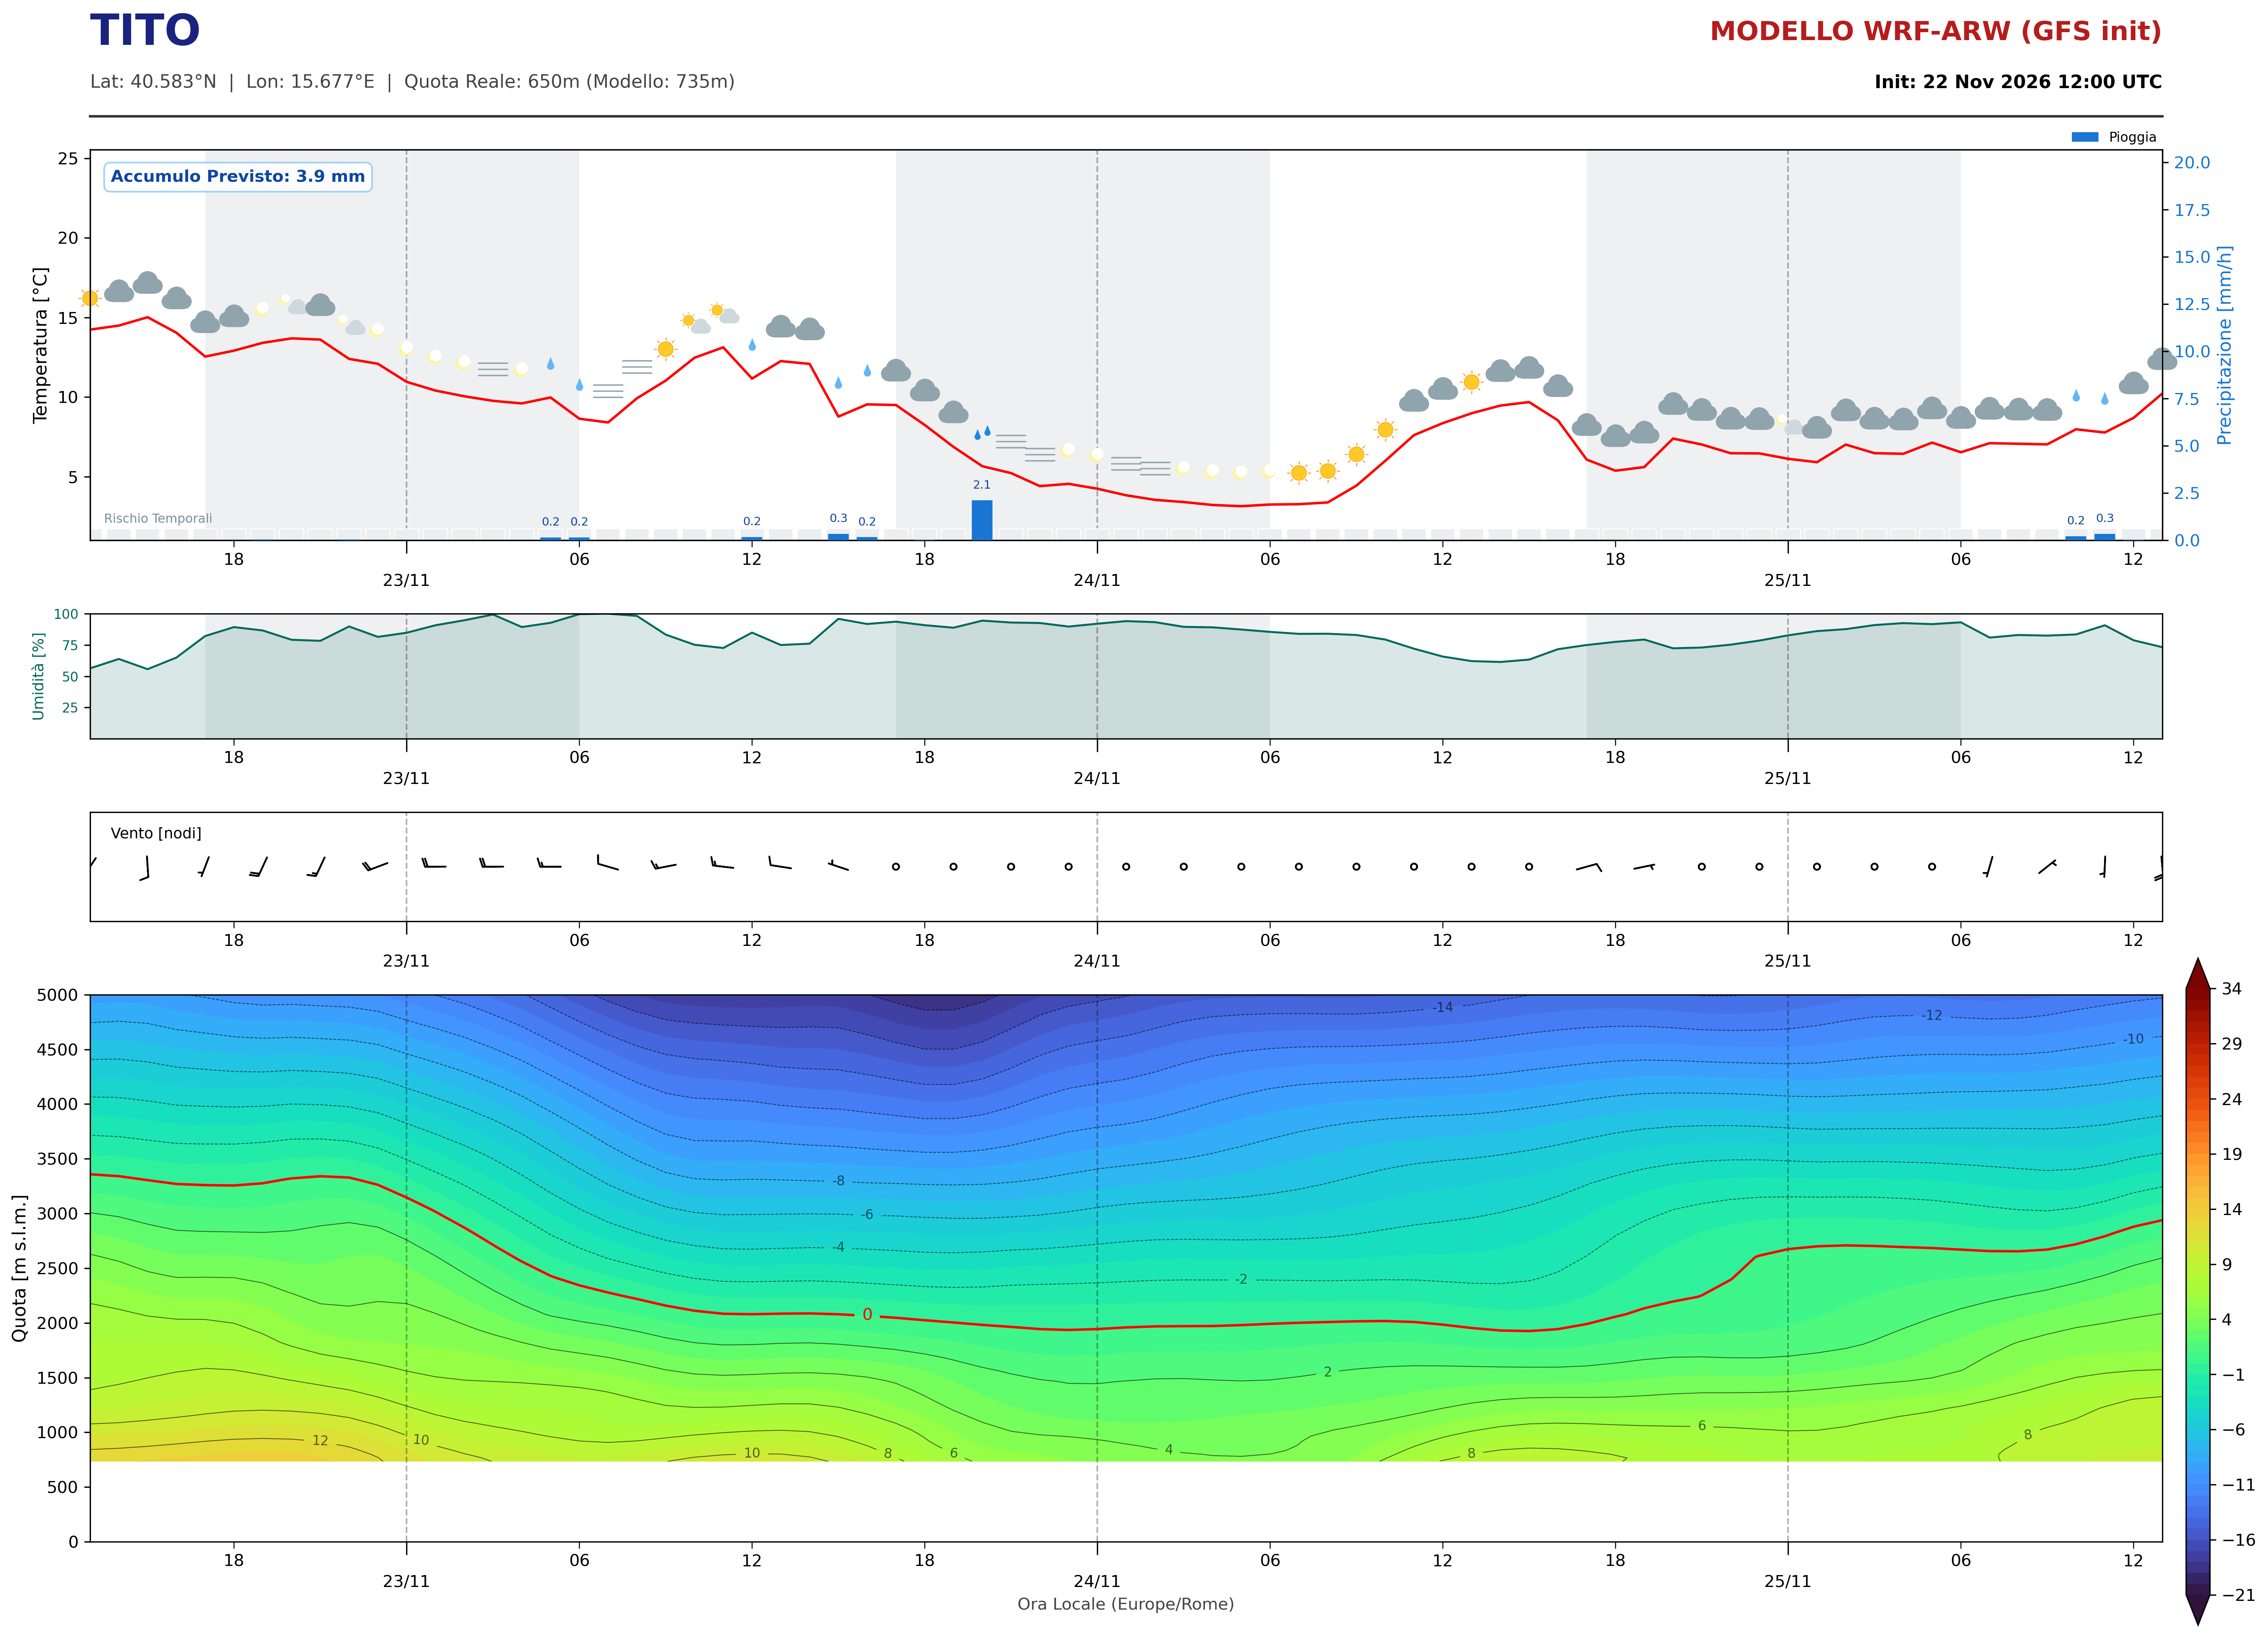 TITO
MODELLO WRF-ARW (GFS init)
Lat: 40.583°N | Lon: 15.677°E | Quota Reale: 650m (Modello: 735m)
Init: 22 Nov 2026 12:00 UTC
Pioggia
Accumulo Previsto: 3.9 mm
Temperatura [°C]
25
20
15
10
5
Precipitazione [mm/h]
20.0
17.5
15.0
12.5
10.0
7.5
5.0
2.5
0.0
Rischio Temporali
0.2 0.2 0.2 0.3 0.2 2.1 0.2 0.3
18 06 12 18 06 12 18 06 12
23/11 24/11 25/11
Umidità [%]
100
75
50
25
18 06 12 18 06 12 18 06 12
23/11 24/11 25/11
Vento [nodi]
18 06 12 18 06 12 18 06 12
23/11 24/11 25/11
Quota [m s.l.m.]
5000
4500
4000
3500
3000
2500
2000
1500
1000
500
0
-14
-12
-10
-8
-6
-4
-2
0
2
6
8
12
10
10
8
6
4
8
34
29
24
19
14
9
4
−1
−6
−11
−16
−21
18 06 12 18 06 12 18 06 12
23/11 24/11 25/11
Ora Locale (Europe/Rome)